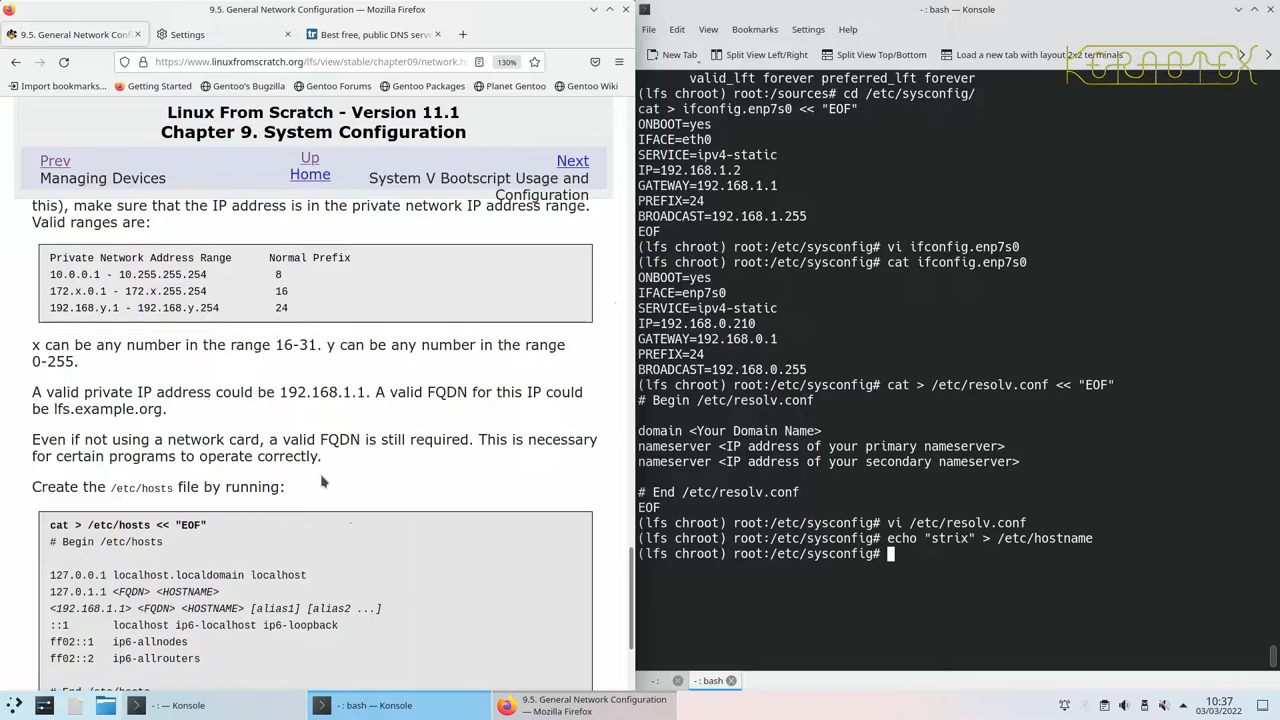 9.5. General Network Configuration — Mozilla Firefox
9.5. General Network Conf
Settings
Best free, public DNS serve
https://www.linuxfromscratch.org/lfs/view/stable/chapter09/network.h
130%
Import bookmarks...
Getting Started
Gentoo's Bugzilla
Gentoo Forums
Gentoo Packages
Planet Gentoo
Gentoo Wiki
Linux From Scratch - Version 11.1
Chapter 9. System Configuration
Prev
Managing Devices
Up
Home
Next
System V Bootscript Usage and
Configuration
this), make sure that the IP address is in the private network IP address range.
Valid ranges are:
Private Network Address Range Normal Prefix
10.0.0.1 - 10.255.255.254 8
172.x.0.1 - 172.x.255.254 16
192.168.y.1 - 192.168.y.254 24
x can be any number in the range 16-31. y can be any number in the range
0-255.
A valid private IP address could be 192.168.1.1. A valid FQDN for this IP could
be lfs.example.org.
Even if not using a network card, a valid FQDN is still required. This is necessary
for certain programs to operate correctly.
Create the /etc/hosts file by running:
cat > /etc/hosts << "EOF"
# Begin /etc/hosts
127.0.0.1 localhost.localdomain localhost
127.0.1.1 <FQDN> <HOSTNAME>
<192.168.1.1> <FQDN> <HOSTNAME> [alias1] [alias2 ...]
::1 localhost ip6-localhost ip6-loopback
ff02::1 ip6-allnodes
ff02::2 ip6-allrouters
# End /etc/hosts
- : bash — Konsole
File Edit View Bookmarks Settings Help
New Tab
Split View Left/Right
Split View Top/Bottom
Load a new tab with layout 2x2 terminals
KERNOTEX
valid_lft forever preferred_lft forever
(lfs chroot) root:/sources# cd /etc/sysconfig/
cat > ifconfig.enp7s0 << "EOF"
ONBOOT=yes
IFACE=eth0
SERVICE=ipv4-static
IP=192.168.1.2
GATEWAY=192.168.1.1
PREFIX=24
BROADCAST=192.168.1.255
EOF
(lfs chroot) root:/etc/sysconfig# vi ifconfig.enp7s0
(lfs chroot) root:/etc/sysconfig# cat ifconfig.enp7s0
ONBOOT=yes
IFACE=enp7s0
SERVICE=ipv4-static
IP=192.168.0.210
GATEWAY=192.168.0.1
PREFIX=24
BROADCAST=192.168.0.255
(lfs chroot) root:/etc/sysconfig# cat > /etc/resolv.conf << "EOF"
# Begin /etc/resolv.conf
domain <Your Domain Name>
nameserver <IP address of your primary nameserver>
nameserver <IP address of your secondary nameserver>
# End /etc/resolv.conf
EOF
(lfs chroot) root:/etc/sysconfig# vi /etc/resolv.conf
(lfs chroot) root:/etc/sysconfig# echo "strix" > /etc/hostname
(lfs chroot) root:/etc/sysconfig#
- :
- : bash
- : — Konsole
- : bash — Konsole
9.5. General Network Configuration
— Mozilla Firefox
10:37
03/03/2022